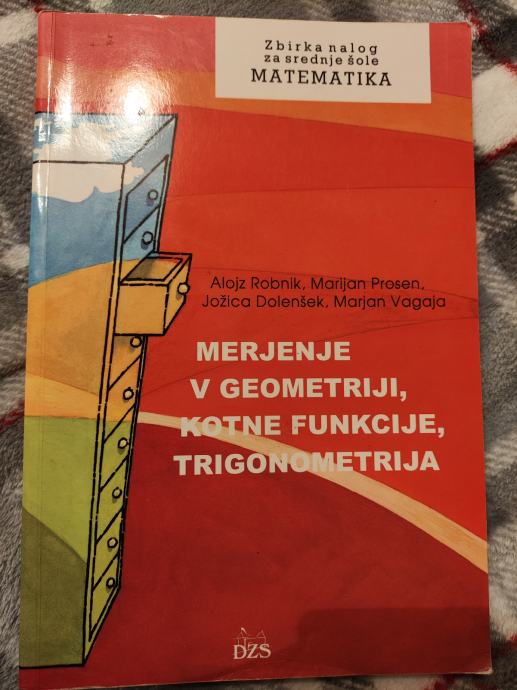 Zbirka nalog
za srednje šole
MATEMATIKA
Alojz Robnik, Marijan Prosen,
Jožica Dolenšek, Marjan Vagaja
MERJENJE
V GEOMETRIJI,
KOTNE FUNKCIJE,
TRIGONOMETRIJA
DZS